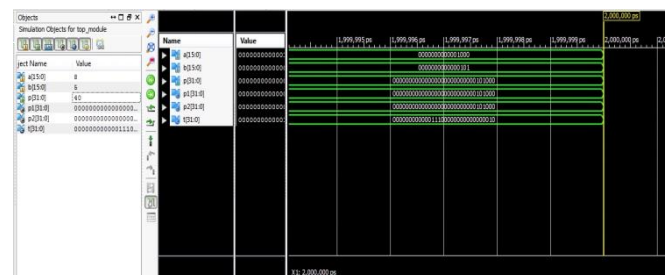 Objects
Simulation Objects for top_module
ject Name Value
a[15:0] 8
b[15:0]
p[31:0] 40
p1[31:0] 000000000000000...
p2[31:0] 000000000000000...
t[31:0] 0000000000001110...
Name Value
a[15:0] 000000000000
b[15:0] 000000000000
p[31:0] 000000000000
p1[31:0] 000000000000
p2[31:0] 000000000000
t[31:0] 000000000000
2,000,000 ps
1,999,995 ps 1,999,996 ps 1,999,997 ps 1,999,998 ps 1,999,999 ps 2,000,000 ps
0000000000001000
0000000000000101
00000000000000000000000000101000
00000000000000000000000000101000
00000000000000000000000000101000
X1: 2,000,000 ps